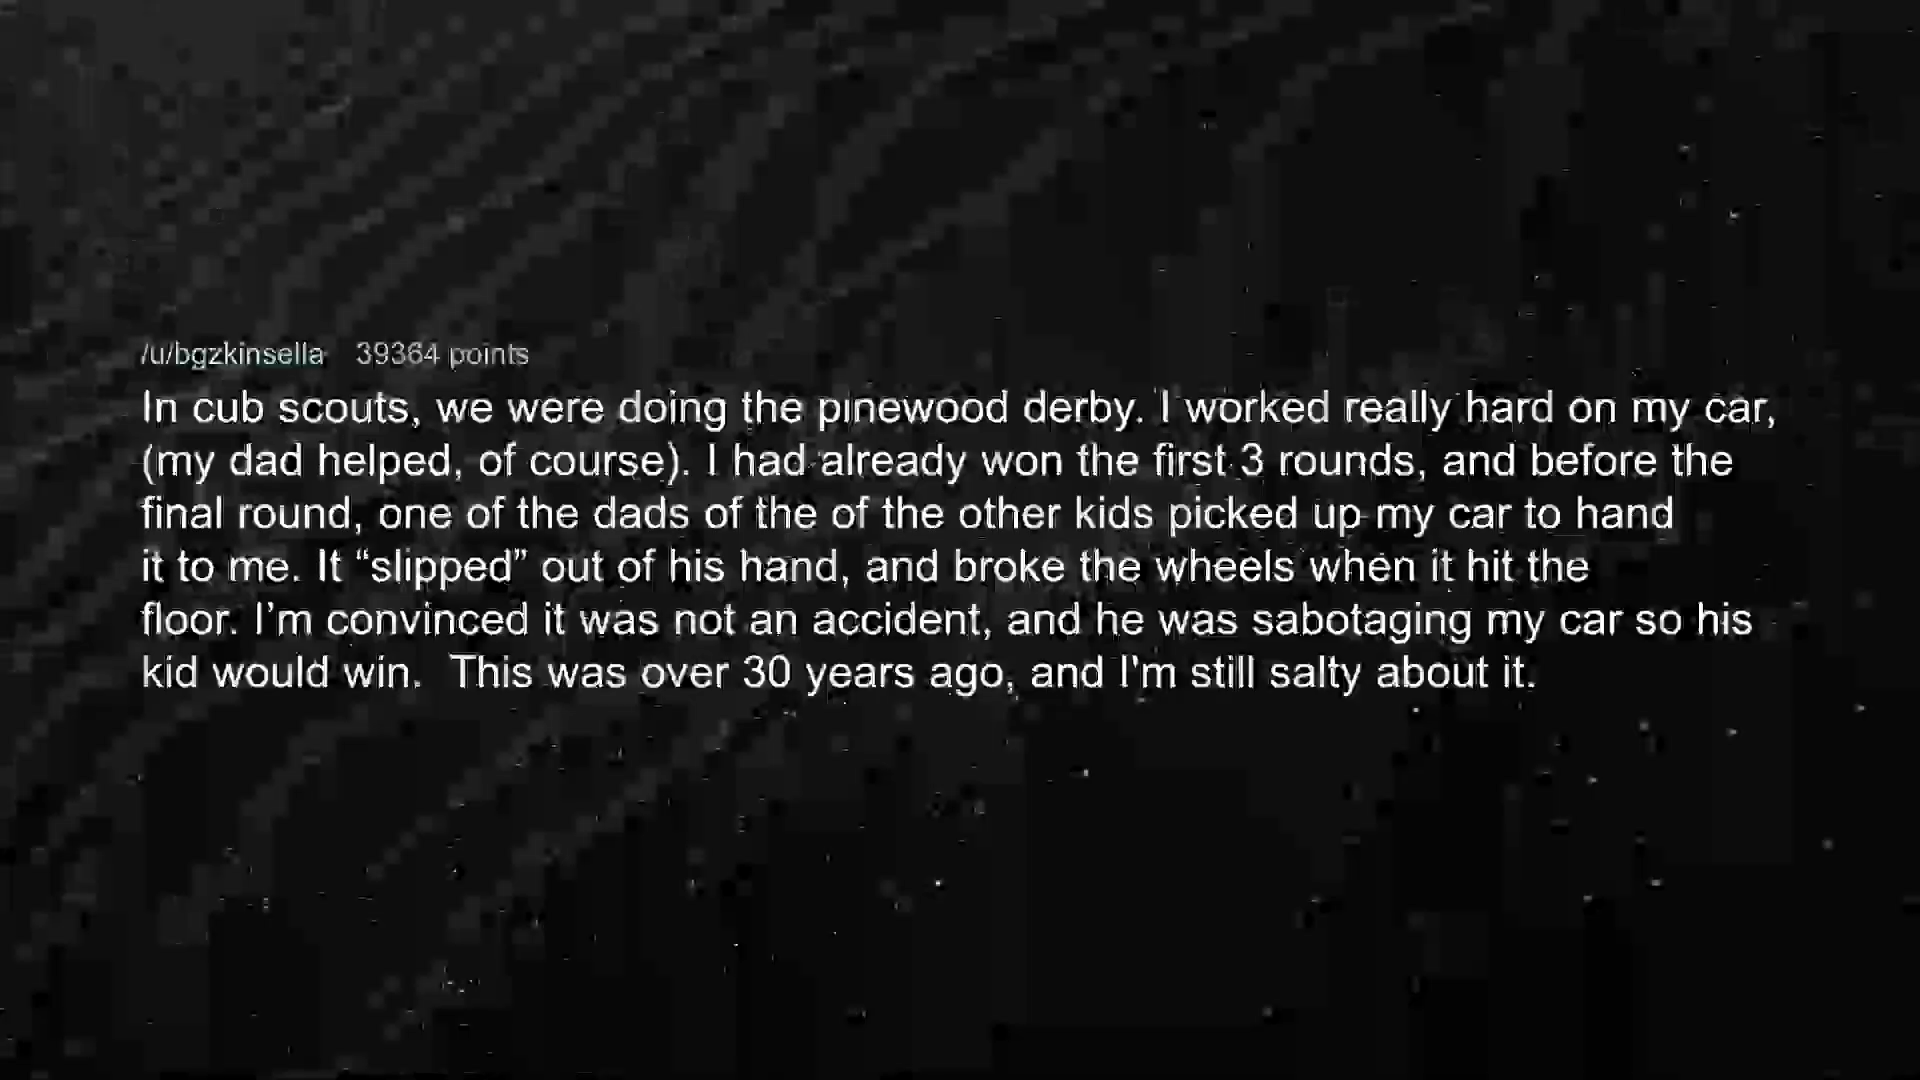 /u/bgzkinsella 39364 points
In cub scouts, we were doing the pinewood derby. I worked really hard on my car,
(my dad helped, of course). I had already won the first 3 rounds, and before the
final round, one of the dads of the of the other kids picked up my car to hand
it to me. It “slipped” out of his hand, and broke the wheels when it hit the
floor. I’m convinced it was not an accident, and he was sabotaging my car so his
kid would win.  This was over 30 years ago, and I'm still salty about it.